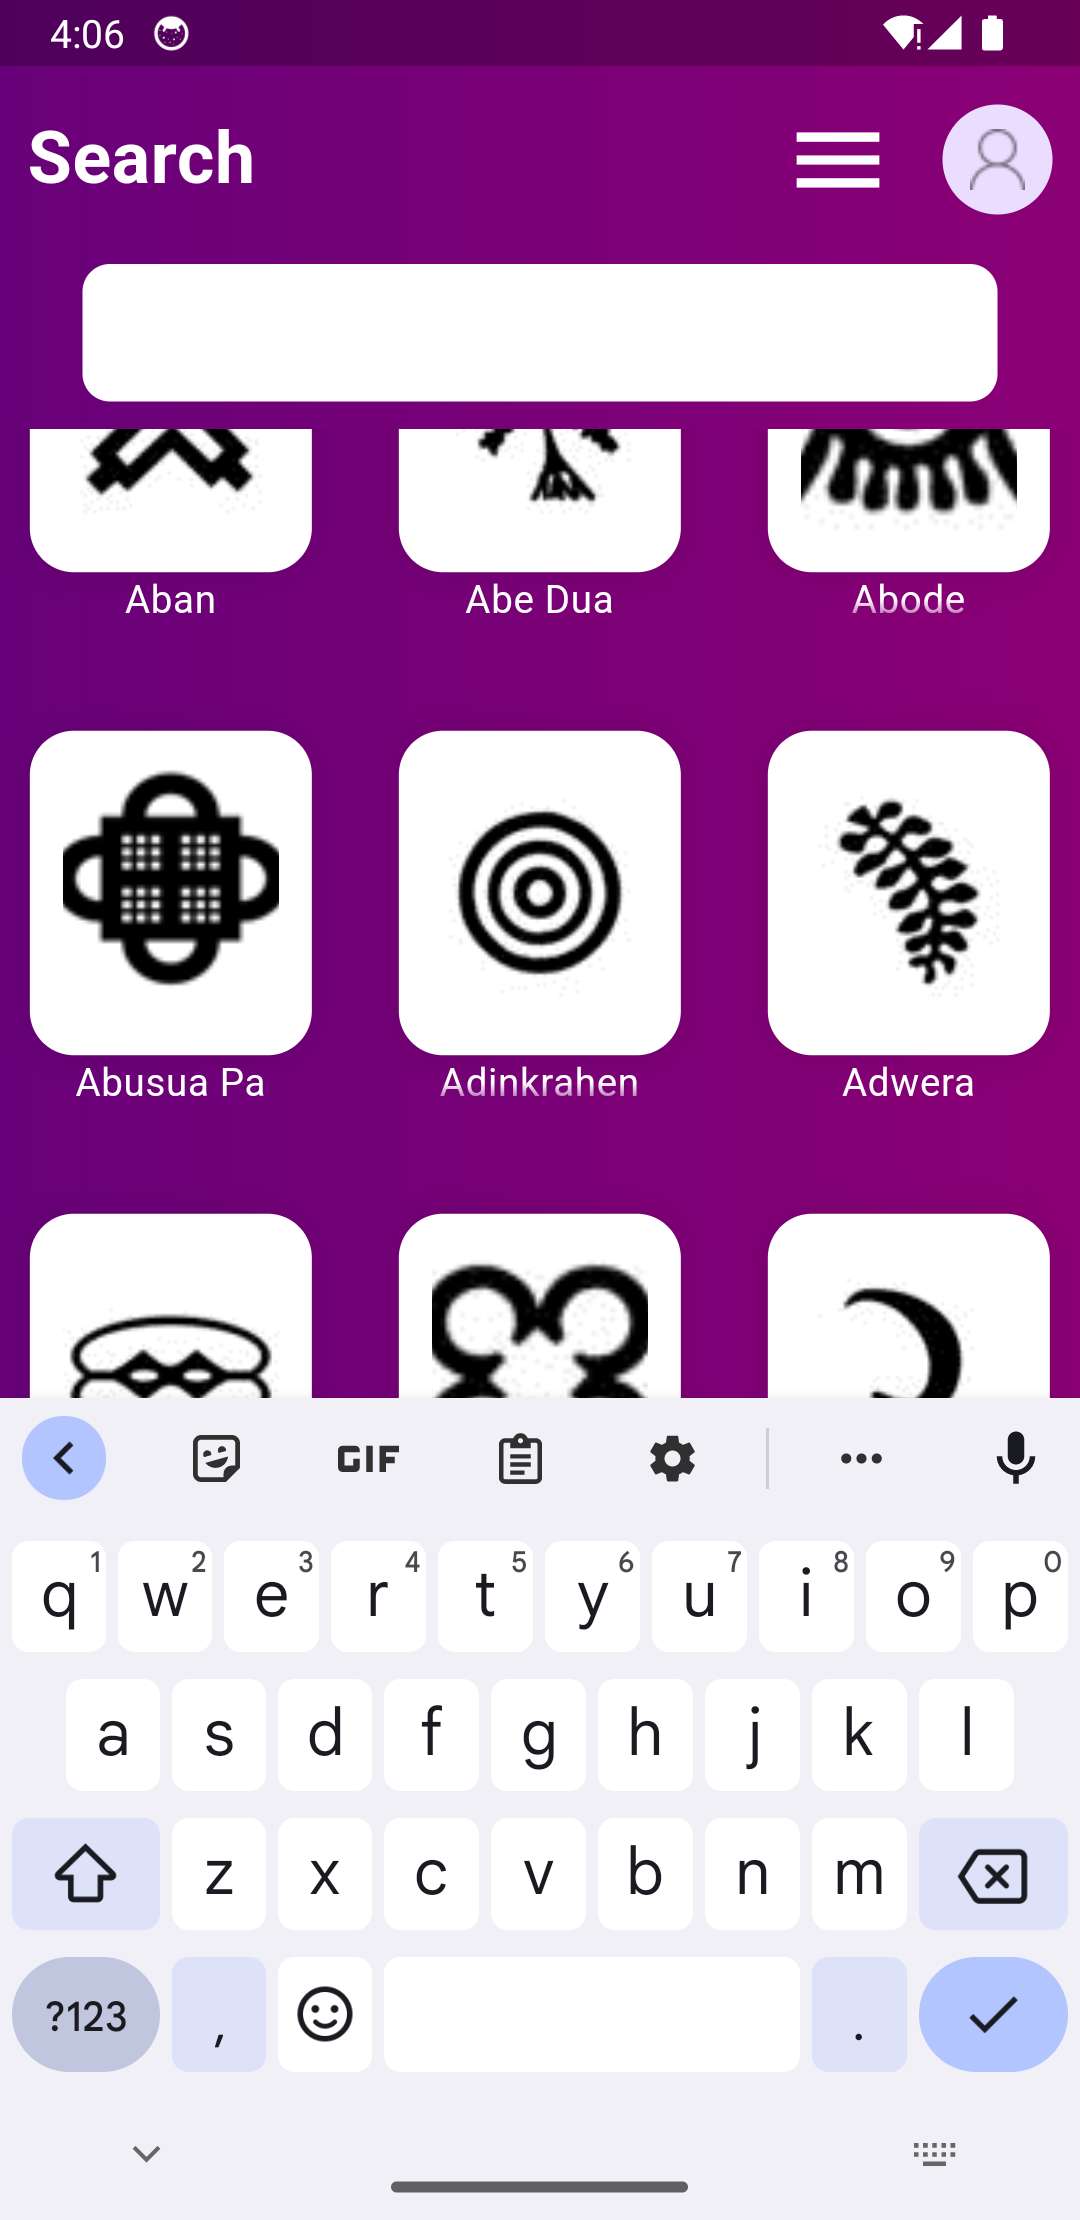 4:06
Search
Aban
Abe Dua
Abode
Abusua Pa
Adinkrahen
Adwera
GIF
q 1 w 2 e 3 r 4 t 5 y 6 u 7 i 8 o 9 p 0
a s d f g h j k l
z x c v b n m
?123 , .